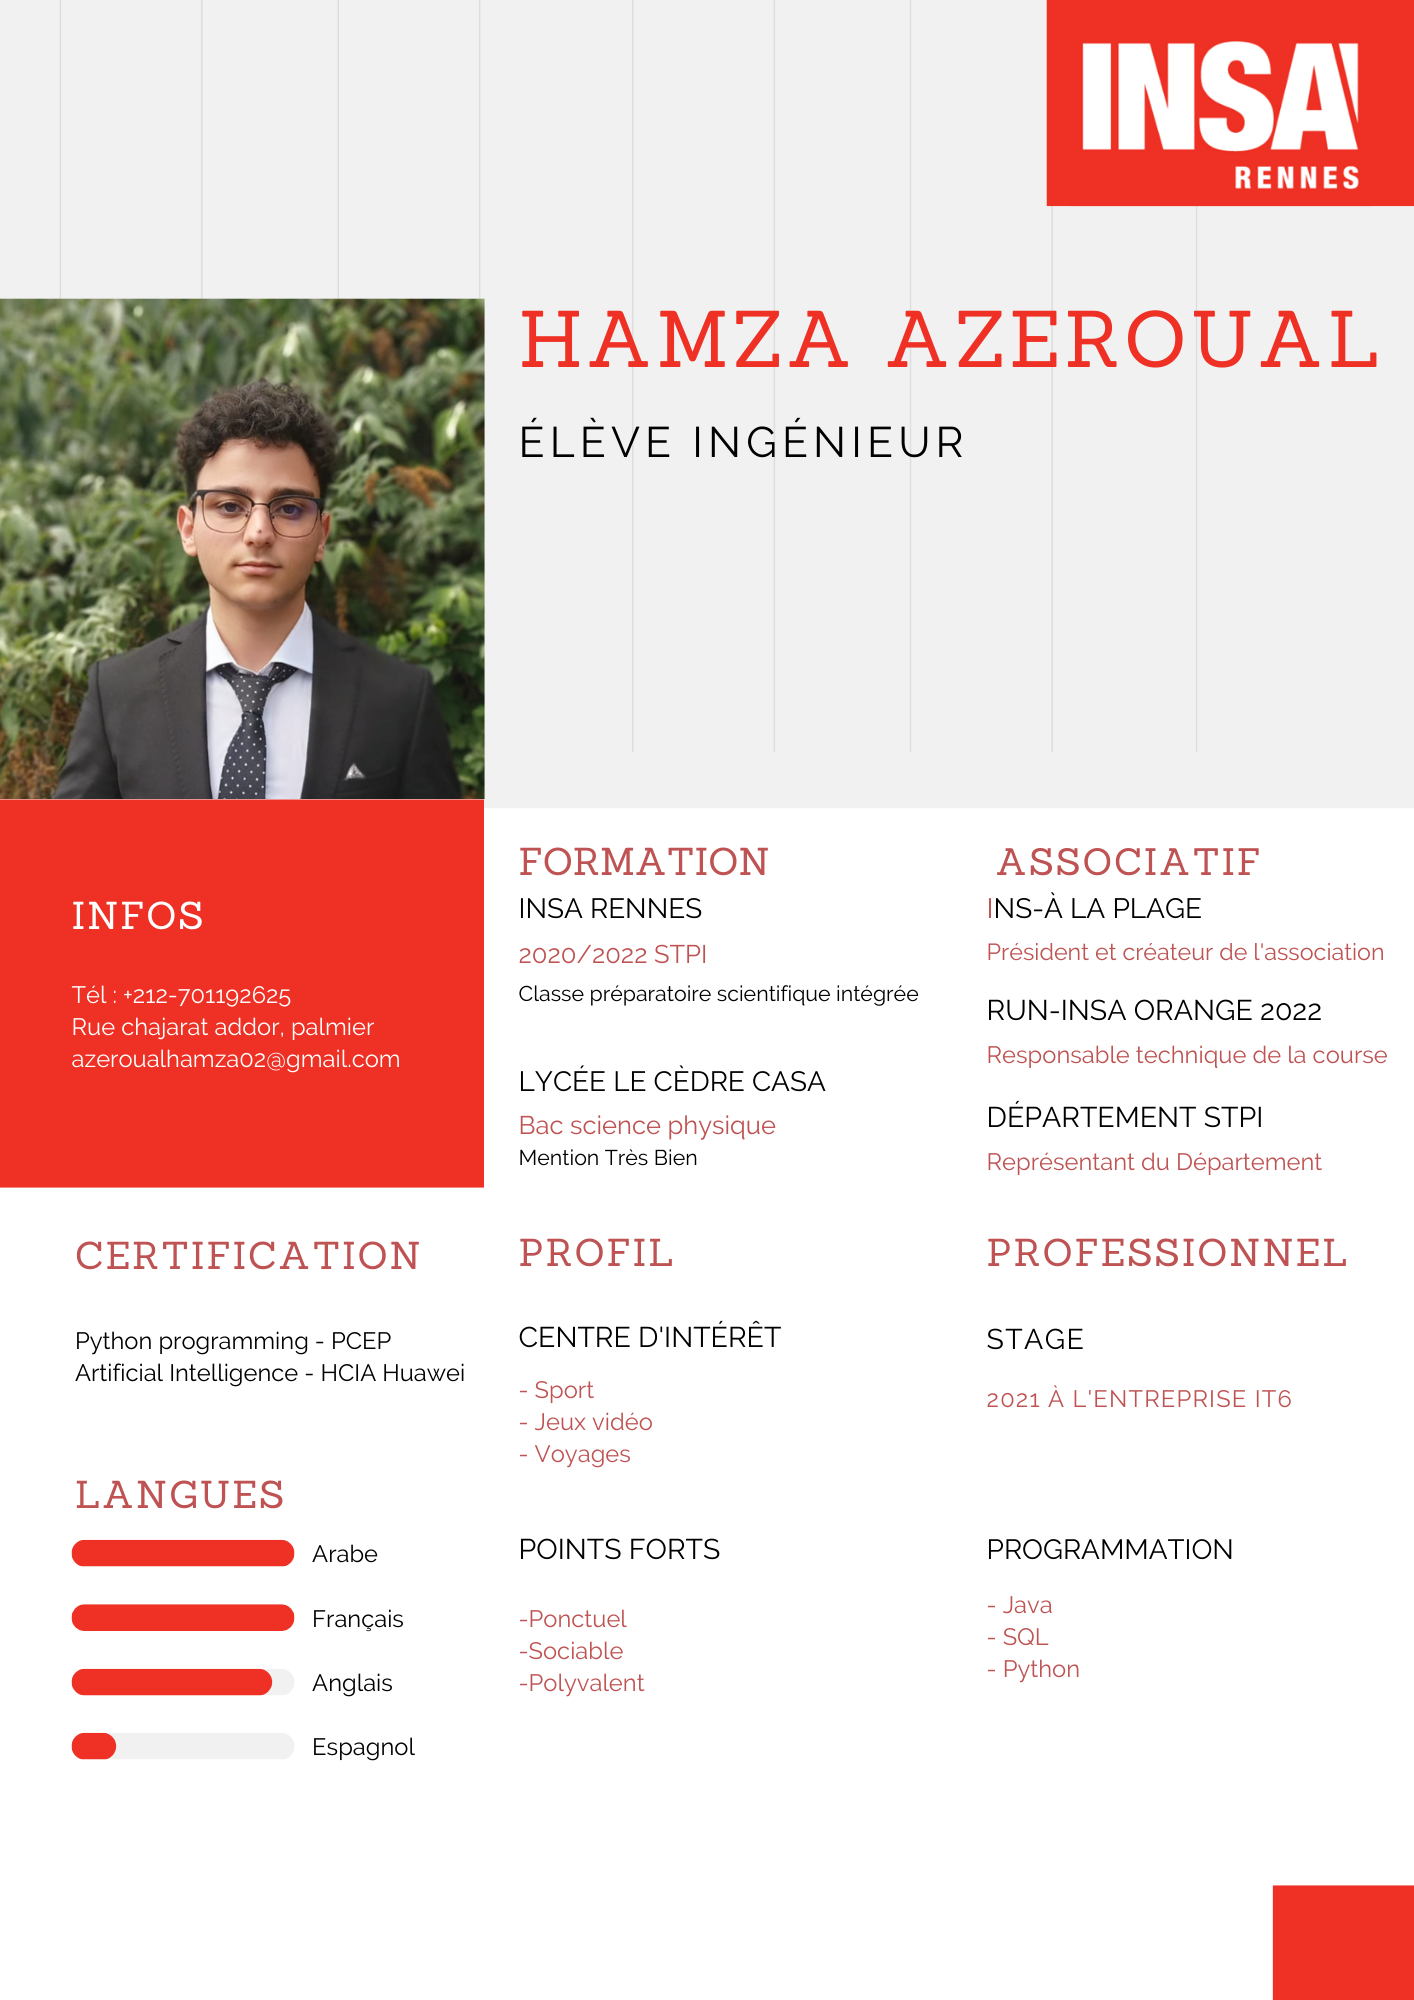 INSA
RENNES
HAMZA AZEROUAL
ÉLÈVE INGÉNIEUR
INFOS
Tél : +212-701192625
Rue chajarat addor, palmier
azeroualhamza02@gmail.com
FORMATION
INSA RENNES
2020/2022 STPI
Classe préparatoire scientifique intégrée
LYCÉE LE CÈDRE CASA
Bac science physique
Mention Très Bien
ASSOCIATIF
INS-À LA PLAGE
Président et créateur de l'association
RUN-INSA ORANGE 2022
Responsable technique de la course
DÉPARTEMENT STPI
Représentant du Département
CERTIFICATION
Python programming - PCEP
Artificial Intelligence - HCIA Huawei
LANGUES
Arabe
Français
Anglais
Espagnol
PROFIL
CENTRE D'INTÉRÊT
- Sport
- Jeux vidéo
- Voyages
POINTS FORTS
-Ponctuel
-Sociable
-Polyvalent
PROFESSIONNEL
STAGE
2021 À L'ENTREPRISE IT6
PROGRAMMATION
- Java
- SQL
- Python